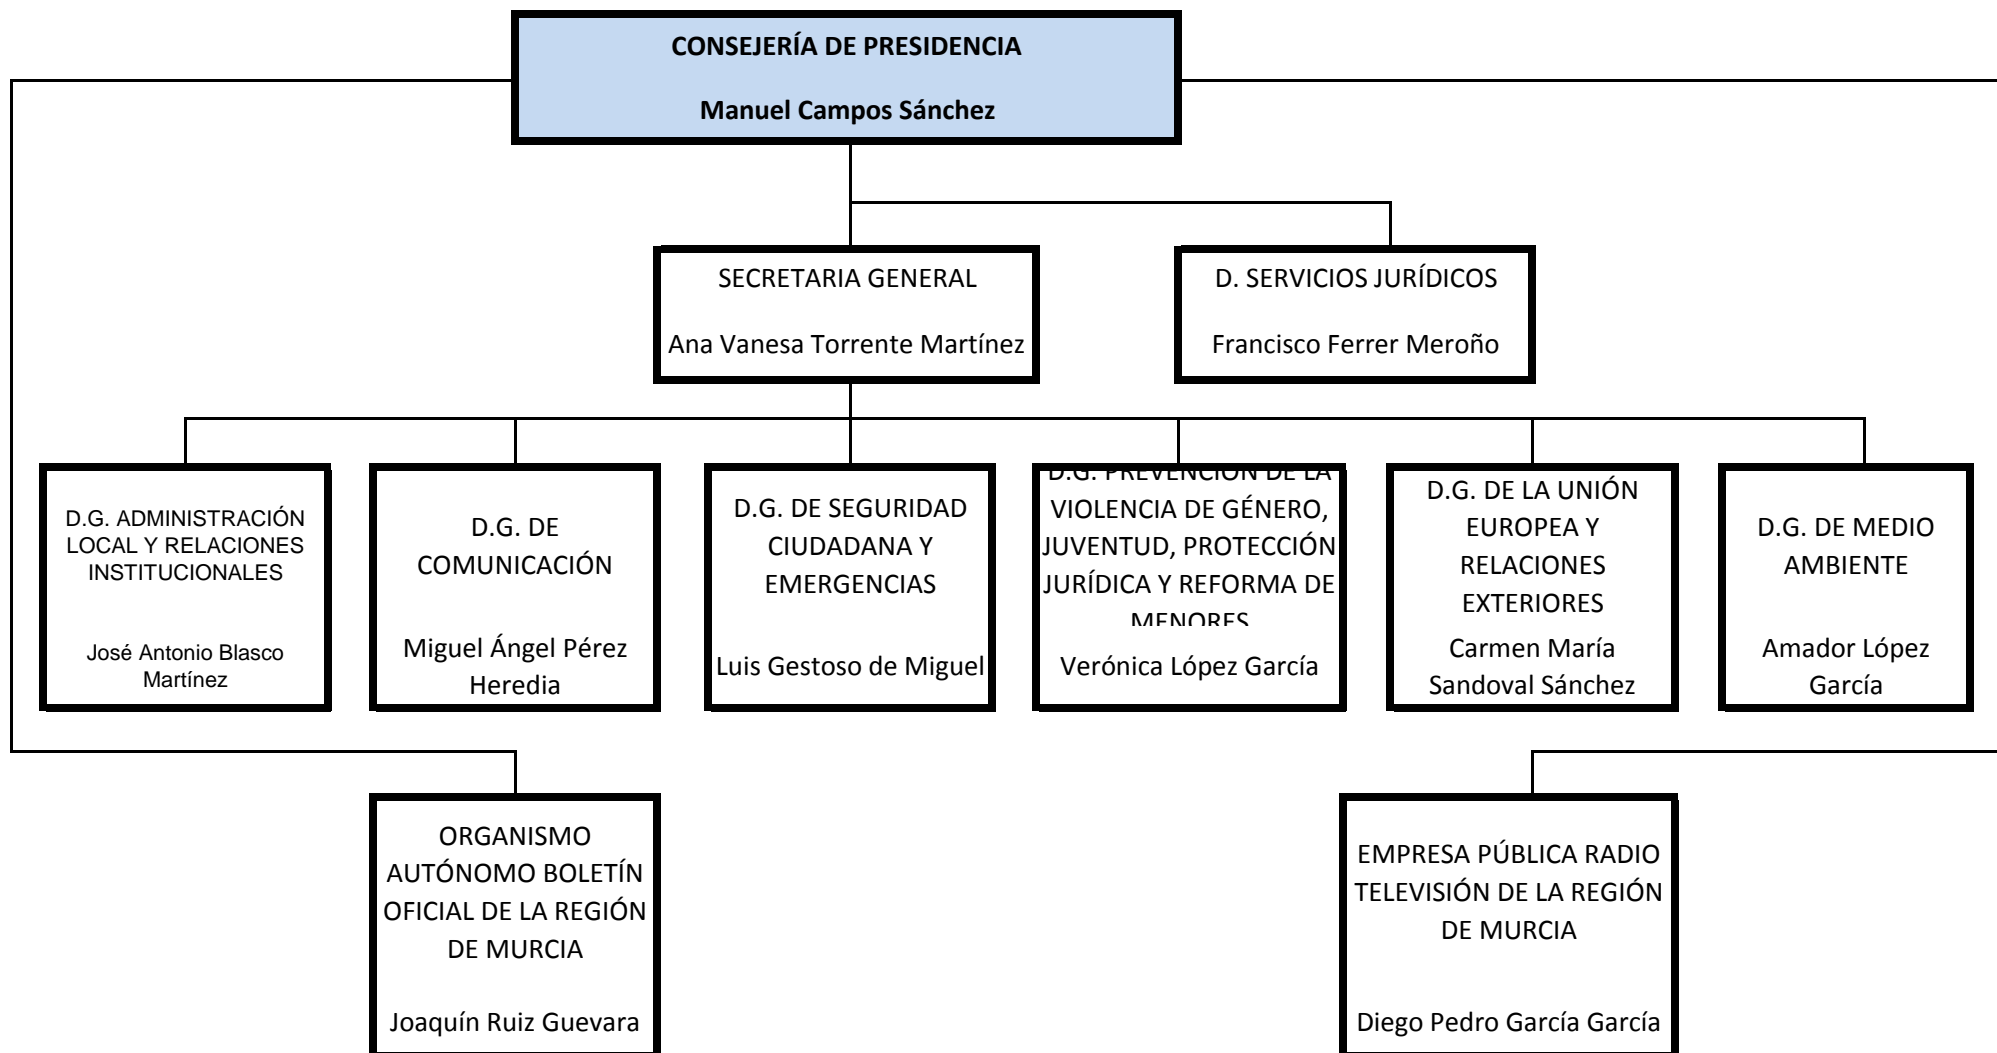 CONSEJERÍA DE PRESIDENCIA
Manuel Campos Sánchez
SECRETARIA GENERAL
Ana Vanesa Torrente Martínez
D. SERVICIOS JURÍDICOS
Francisco Ferrer Meroño
D.G. ADMINISTRACIÓN
LOCAL Y RELACIONES
INSTITUCIONALES
José Antonio Blasco
Martínez
D.G. DE
COMUNICACIÓN
Miguel Ángel Pérez
Heredia
D.G. DE SEGURIDAD
CIUDADANA Y
EMERGENCIAS
Luis Gestoso de Miguel
D.G. PREVENCIÓN DE LA
VIOLENCIA DE GÉNERO,
JUVENTUD, PROTECCIÓN
JURÍDICA Y REFORMA DE
MENORES
Verónica López García
D.G. DE LA UNIÓN
EUROPEA Y
RELACIONES
EXTERIORES
Carmen María
Sandoval Sánchez
D.G. DE MEDIO
AMBIENTE
Amador López
García
ORGANISMO
AUTÓNOMO BOLETÍN
OFICIAL DE LA REGIÓN
DE MURCIA
Joaquín Ruiz Guevara
EMPRESA PÚBLICA RADIO
TELEVISIÓN DE LA REGIÓN
DE MURCIA
Diego Pedro García García